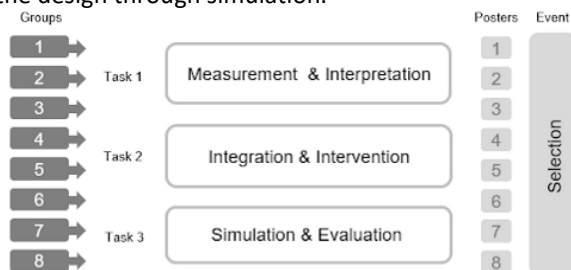 the design through simulation.
Groups Posters Event
1 1
Task 1 Measurement & Interpretation
2 2
3 3
4 4
Task 2 Integration & Intervention
5 5
Selection
6 6
7 7
Task 3 Simulation & Evaluation
8 8